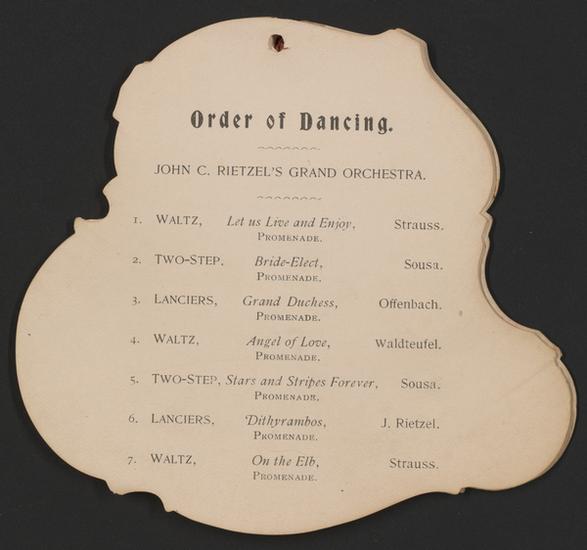 Order of Dancing.
JOHN C. RIETZEL'S GRAND ORCHESTRA.
1. WALTZ, Let us Live and Enjoy, Strauss.
PROMENADE.
2. TWO-STEP, Bride-Elect, Sousa.
PROMENADE.
3. LANCIERS, Grand Duchess, Offenbach.
PROMENADE.
4. WALTZ, Angel of Love, Waldteufel.
PROMENADE.
5. TWO-STEP, Stars and Stripes Forever, Sousa.
PROMENADE.
6. LANCIERS, Dithyrambos, J. Rietzel.
PROMENADE.
7. WALTZ, On the Elb, Strauss.
PROMENADE.